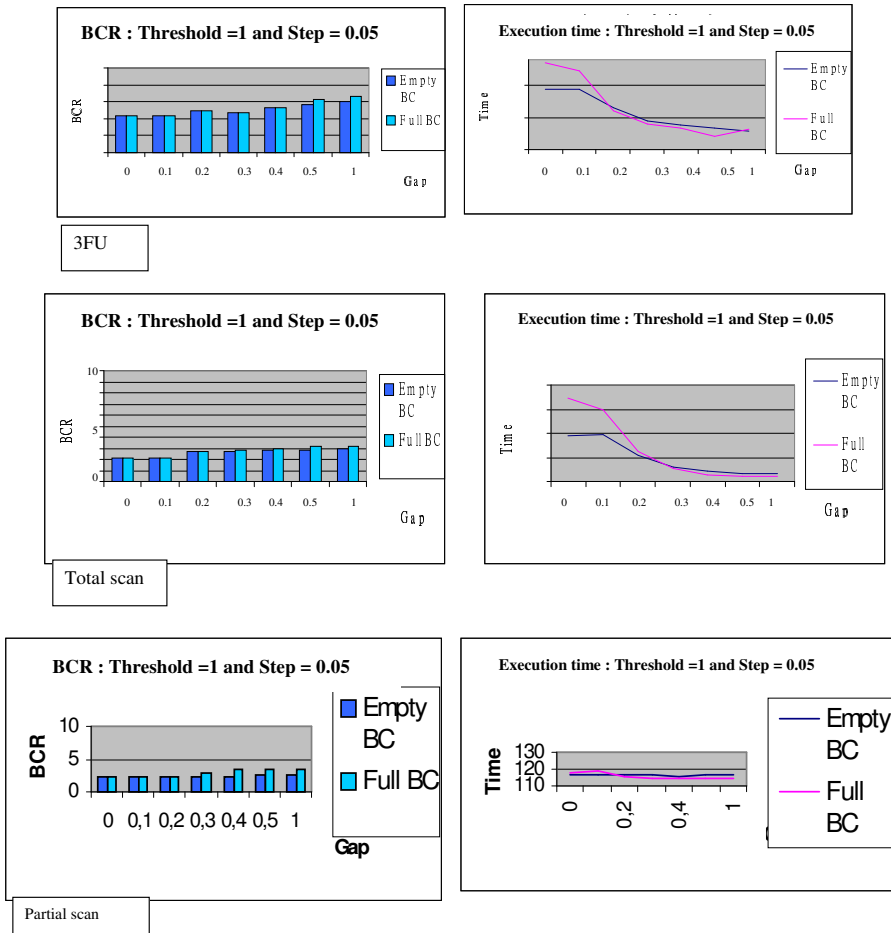 BCR : Threshold =1 and Step = 0.05
BCR
Empty
BC
Full BC
0 0.1 0.2 0.3 0.4 0.5 1
Gap
Execution time : Threshold =1 and Step = 0.05
Time
Empty
BC
Full
BC
0 0.1 0.2 0.2 0.4 0.5 1
Gap
3FU
BCR : Threshold =1 and Step = 0.05
10
5
0
BCR
Empty
BC
Full BC
0 0.1 0.2 0.3 0.4 0.5 1
Gap
Execution time : Threshold =1 and Step = 0.05
Time
Empty
BC
Full
BC
0 0.1 0.2 0.3 0.4 0.5 1
Gap
Total scan
BCR : Threshold =1 and Step = 0.05
10
5
0
BCR
Empty
BC
Full BC
0 0,1 0,2 0,3 0,4 0,5 1
Gap
Execution time : Threshold =1 and Step = 0.05
130
120
110
Time
Empty
BC
Full
BC
0 0,2 0,4 1
Partial scan